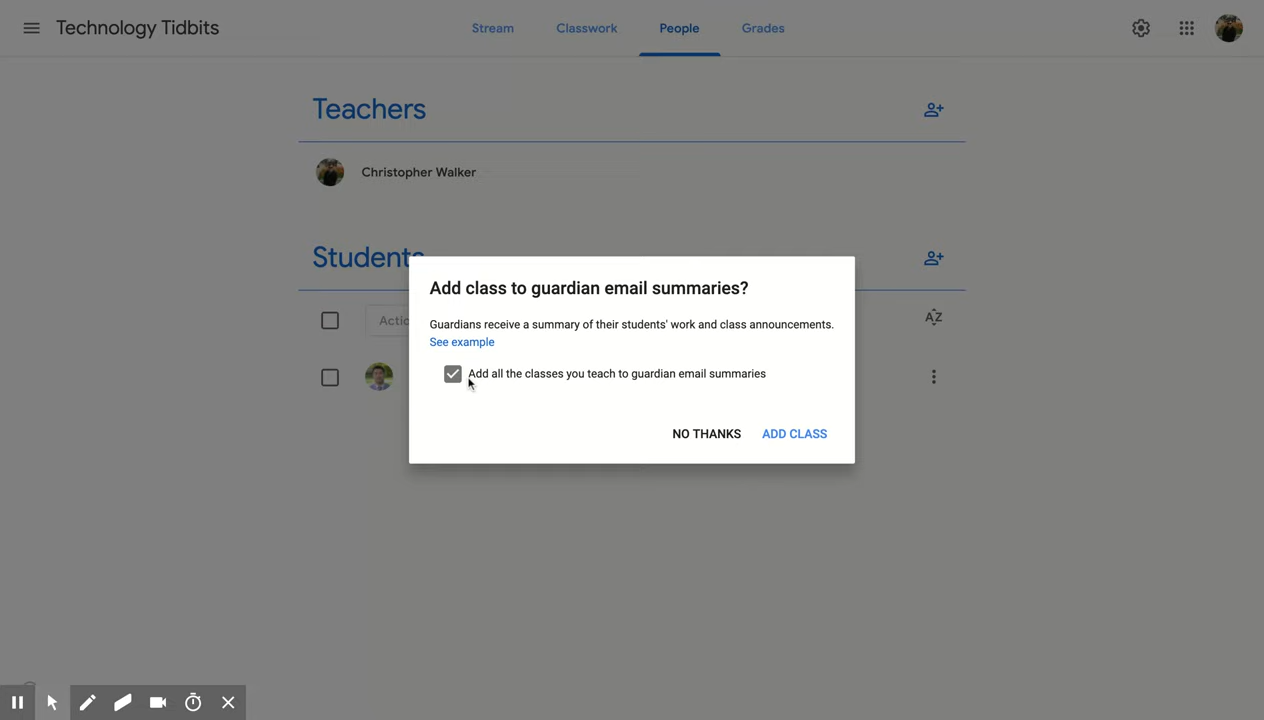 Technology Tidbits
Stream Classwork People Grades
Teachers
Christopher Walker
Students
Actio
Add class to guardian email summaries?
Guardians receive a summary of their students' work and class announcements.
See example
Add all the classes you teach to guardian email summaries
NO THANKS ADD CLASS
AZ